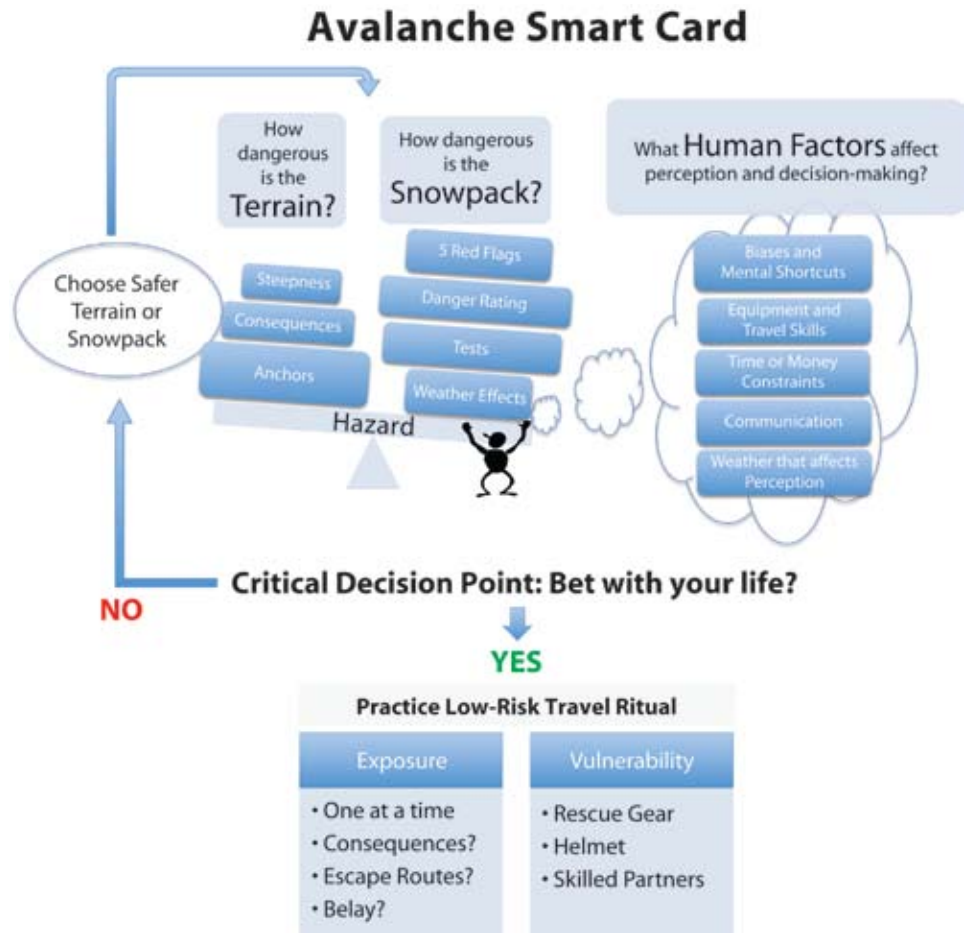 Avalanche Smart Card
How
dangerous
is the
Terrain?
How dangerous
is the
Snowpack?
What Human Factors affect
perception and decision-making?
Choose Safer
Terrain or
Snowpack
Steepness
Consequences
Anchors
5 Red Flags
Danger Rating
Tests
Weather Effects
Hazard
Biases and
Mental Shortcuts
Equipment and
Travel Skills
Time or Money
Constraints
Communication
Weather that affects
Perception
Critical Decision Point: Bet with your life?
NO
YES
Practice Low-Risk Travel Ritual
Exposure
• One at a time
• Consequences?
• Escape Routes?
• Belay?
Vulnerability
• Rescue Gear
• Helmet
• Skilled Partners